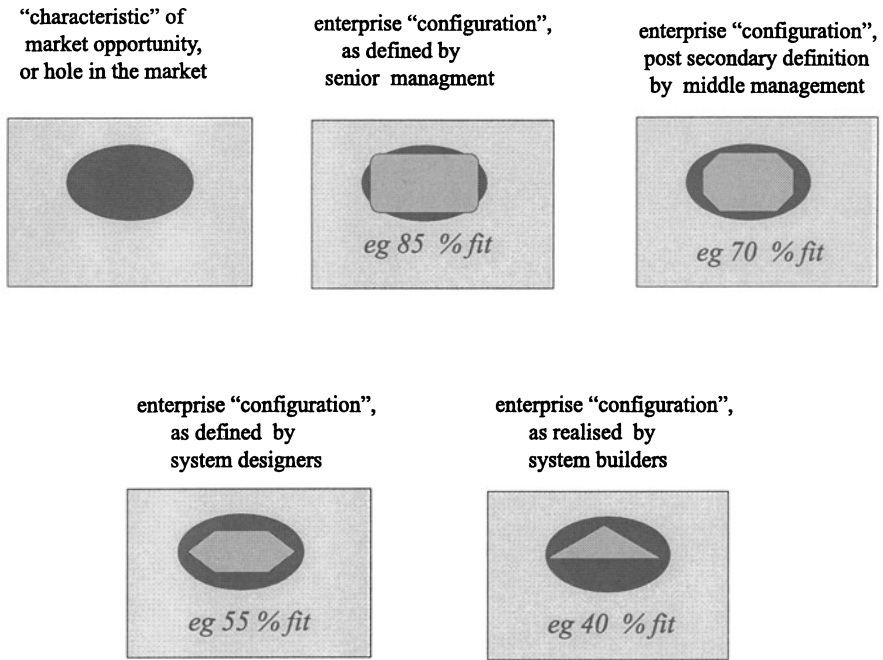 “characteristic” of
market opportunity,
or hole in the market
enterprise “configuration”,
as defined by
senior managment
eg 85 % fit
enterprise “configuration”,
post secondary definition
by middle management
eg 70 % fit
enterprise “configuration”,
as defined by
system designers
eg 55 % fit
enterprise “configuration”,
as realised by
system builders
eg 40 % fit